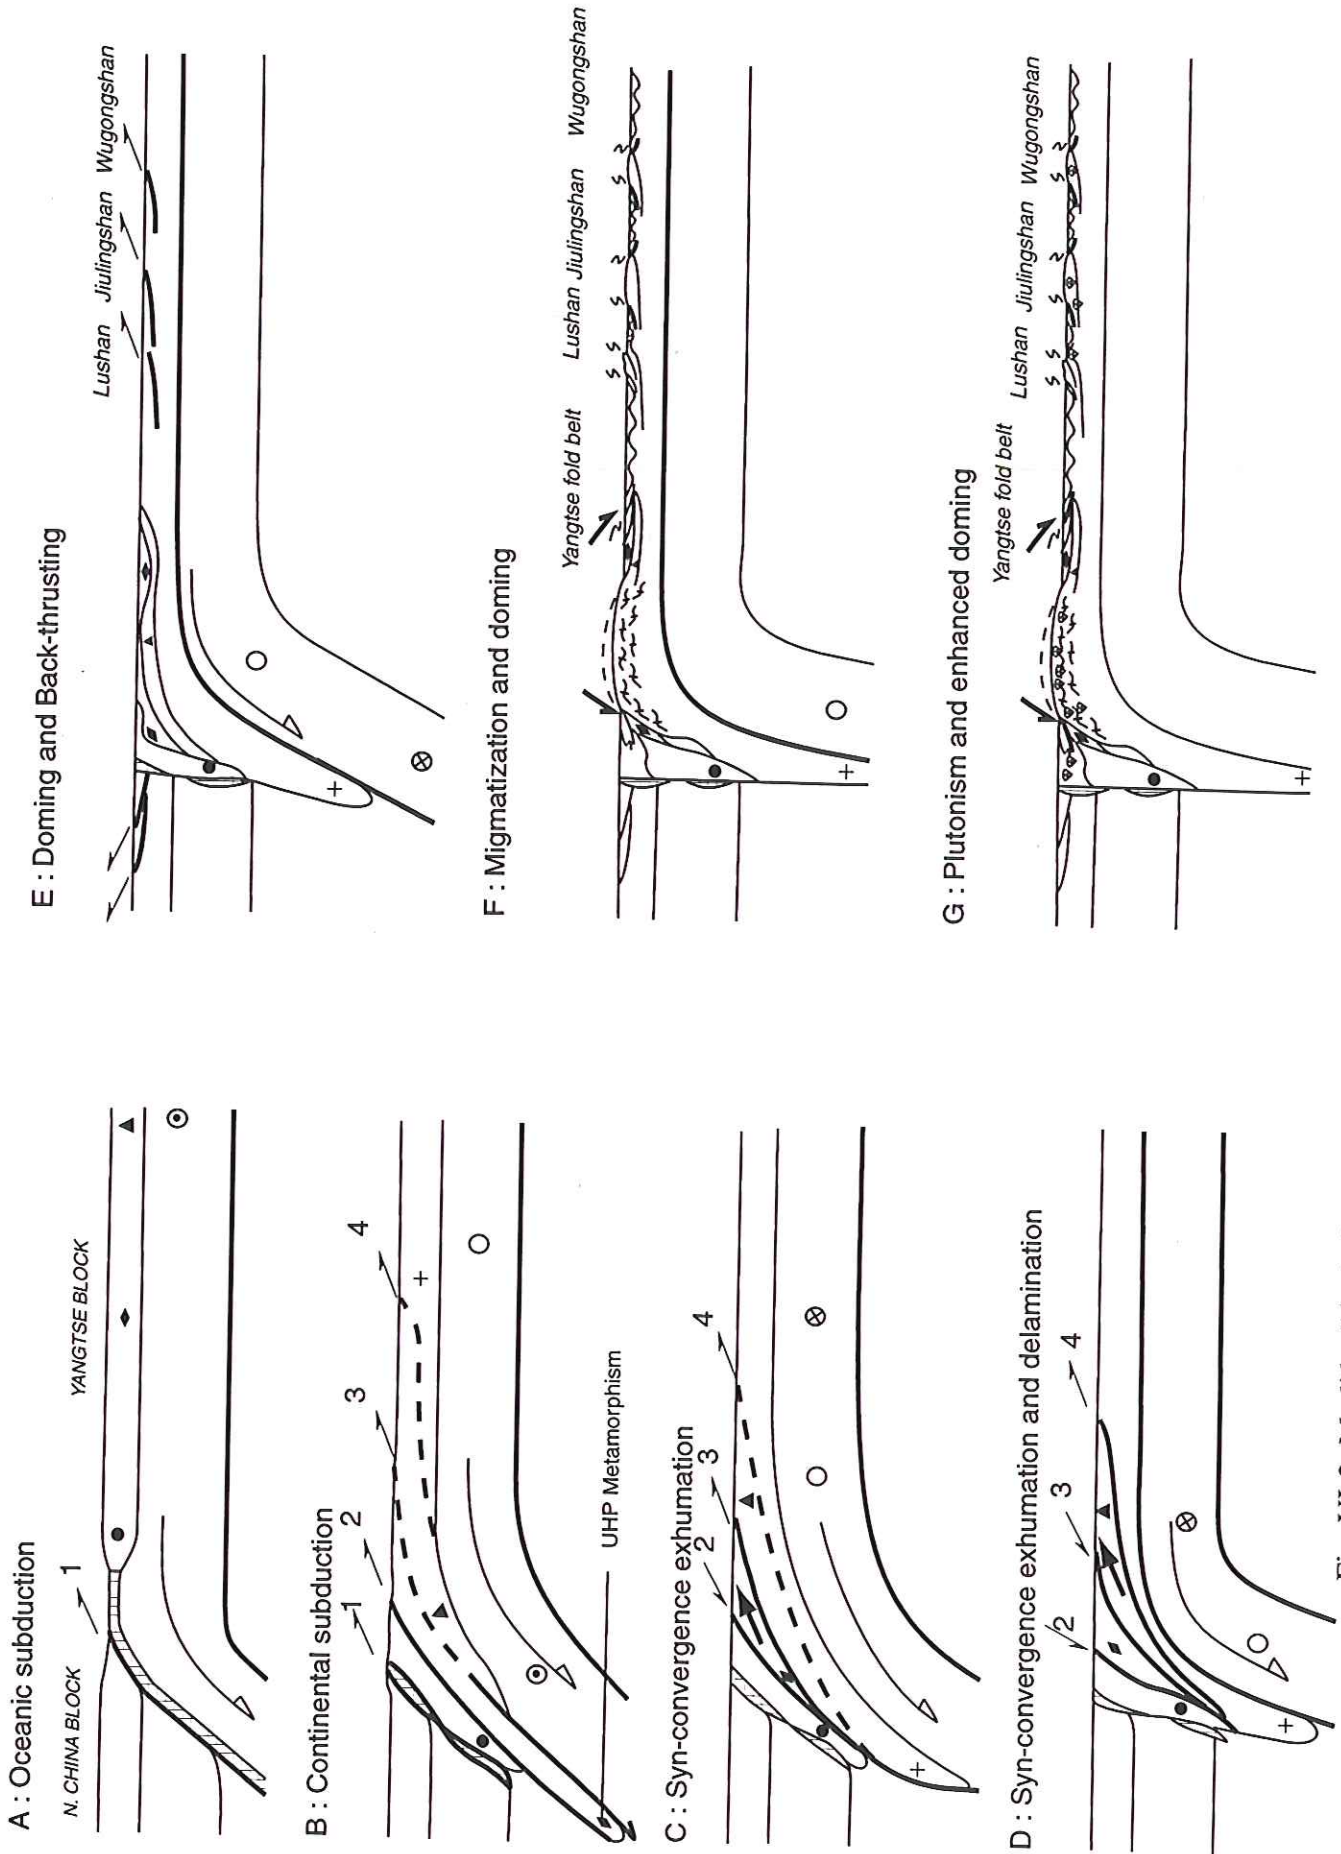 A : Oceanic subduction
N. CHINA BLOCK
1
YANGTSE BLOCK
B : Continental subduction
1
2
3
4
UHP Metamorphism
C : Syn-convergence exhumation
2
3
4
D : Syn-convergence exhumation and delamination
2
3
4
E : Doming and Back-thrusting
Lushan Jiulingshan Wugongshan
F : Migmatization and doming
Yangtse fold belt
Lushan Jiulingshan Wugongshan
G : Plutonism and enhanced doming
Yangtse fold belt
Lushan Jiulingshan Wugongshan